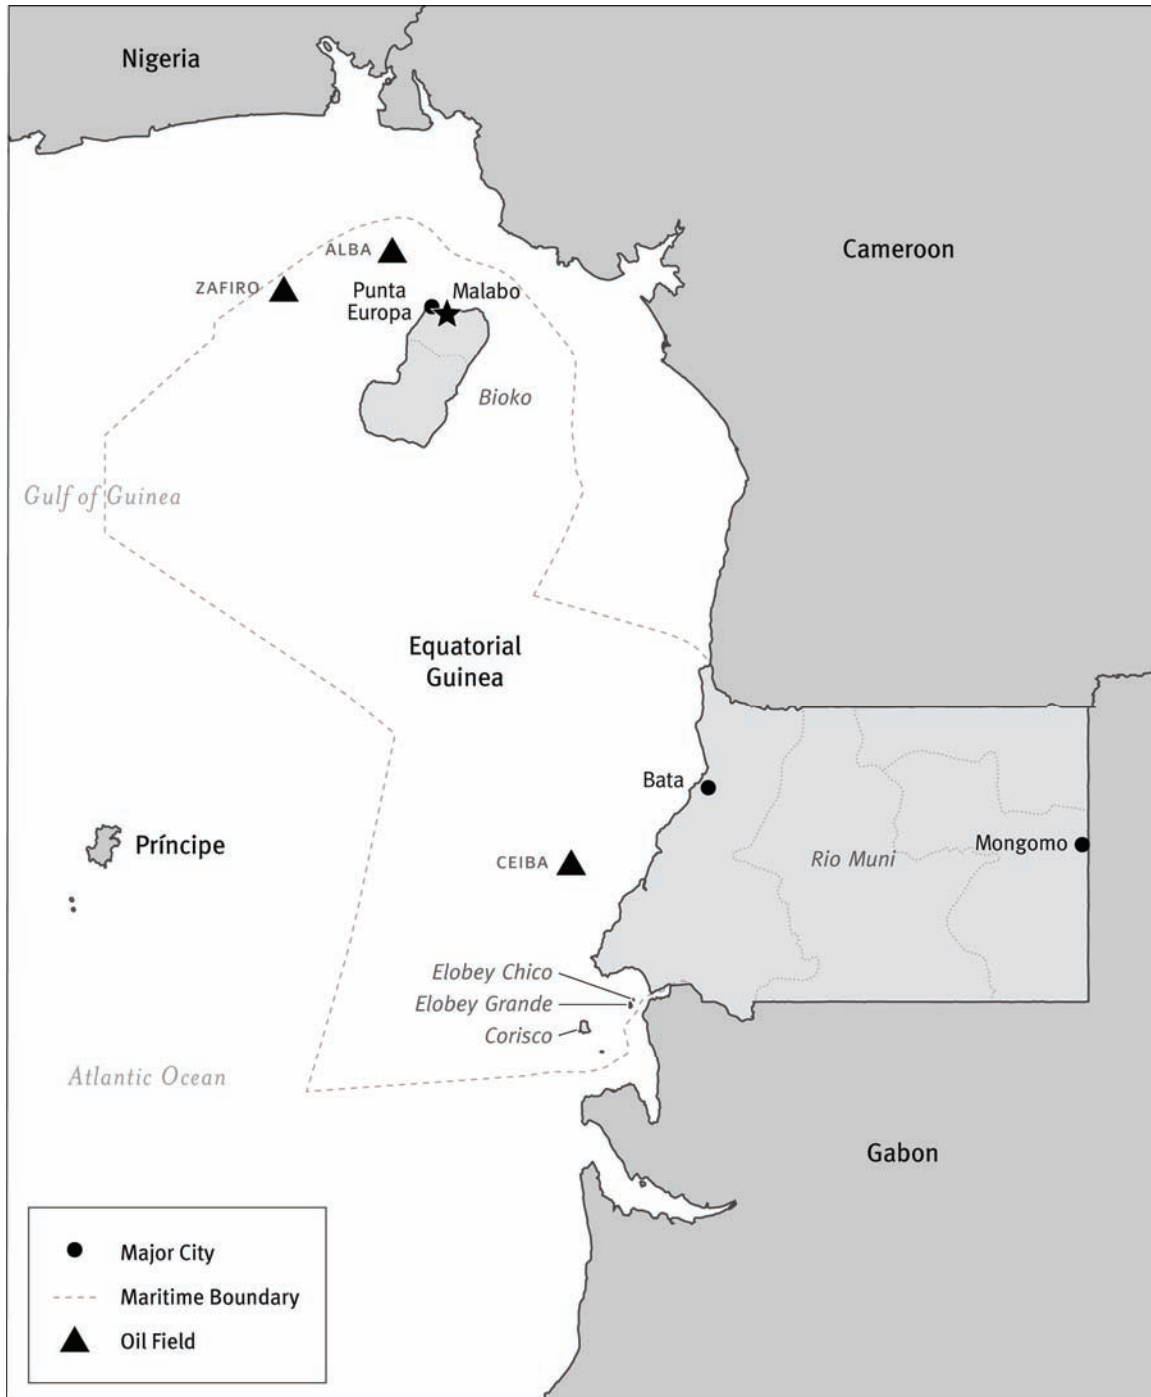 Nigeria
Cameroon
ALBA
ZAFIRO
Punta
Europa
Malabo
Bioko
Gulf of Guinea
Equatorial
Guinea
Bata
Príncipe
Rio Muni
Mongomo
CEIBA
Elobey Chico
Elobey Grande
Corisco
Atlantic Ocean
Gabon
Major City
Maritime Boundary
Oil Field